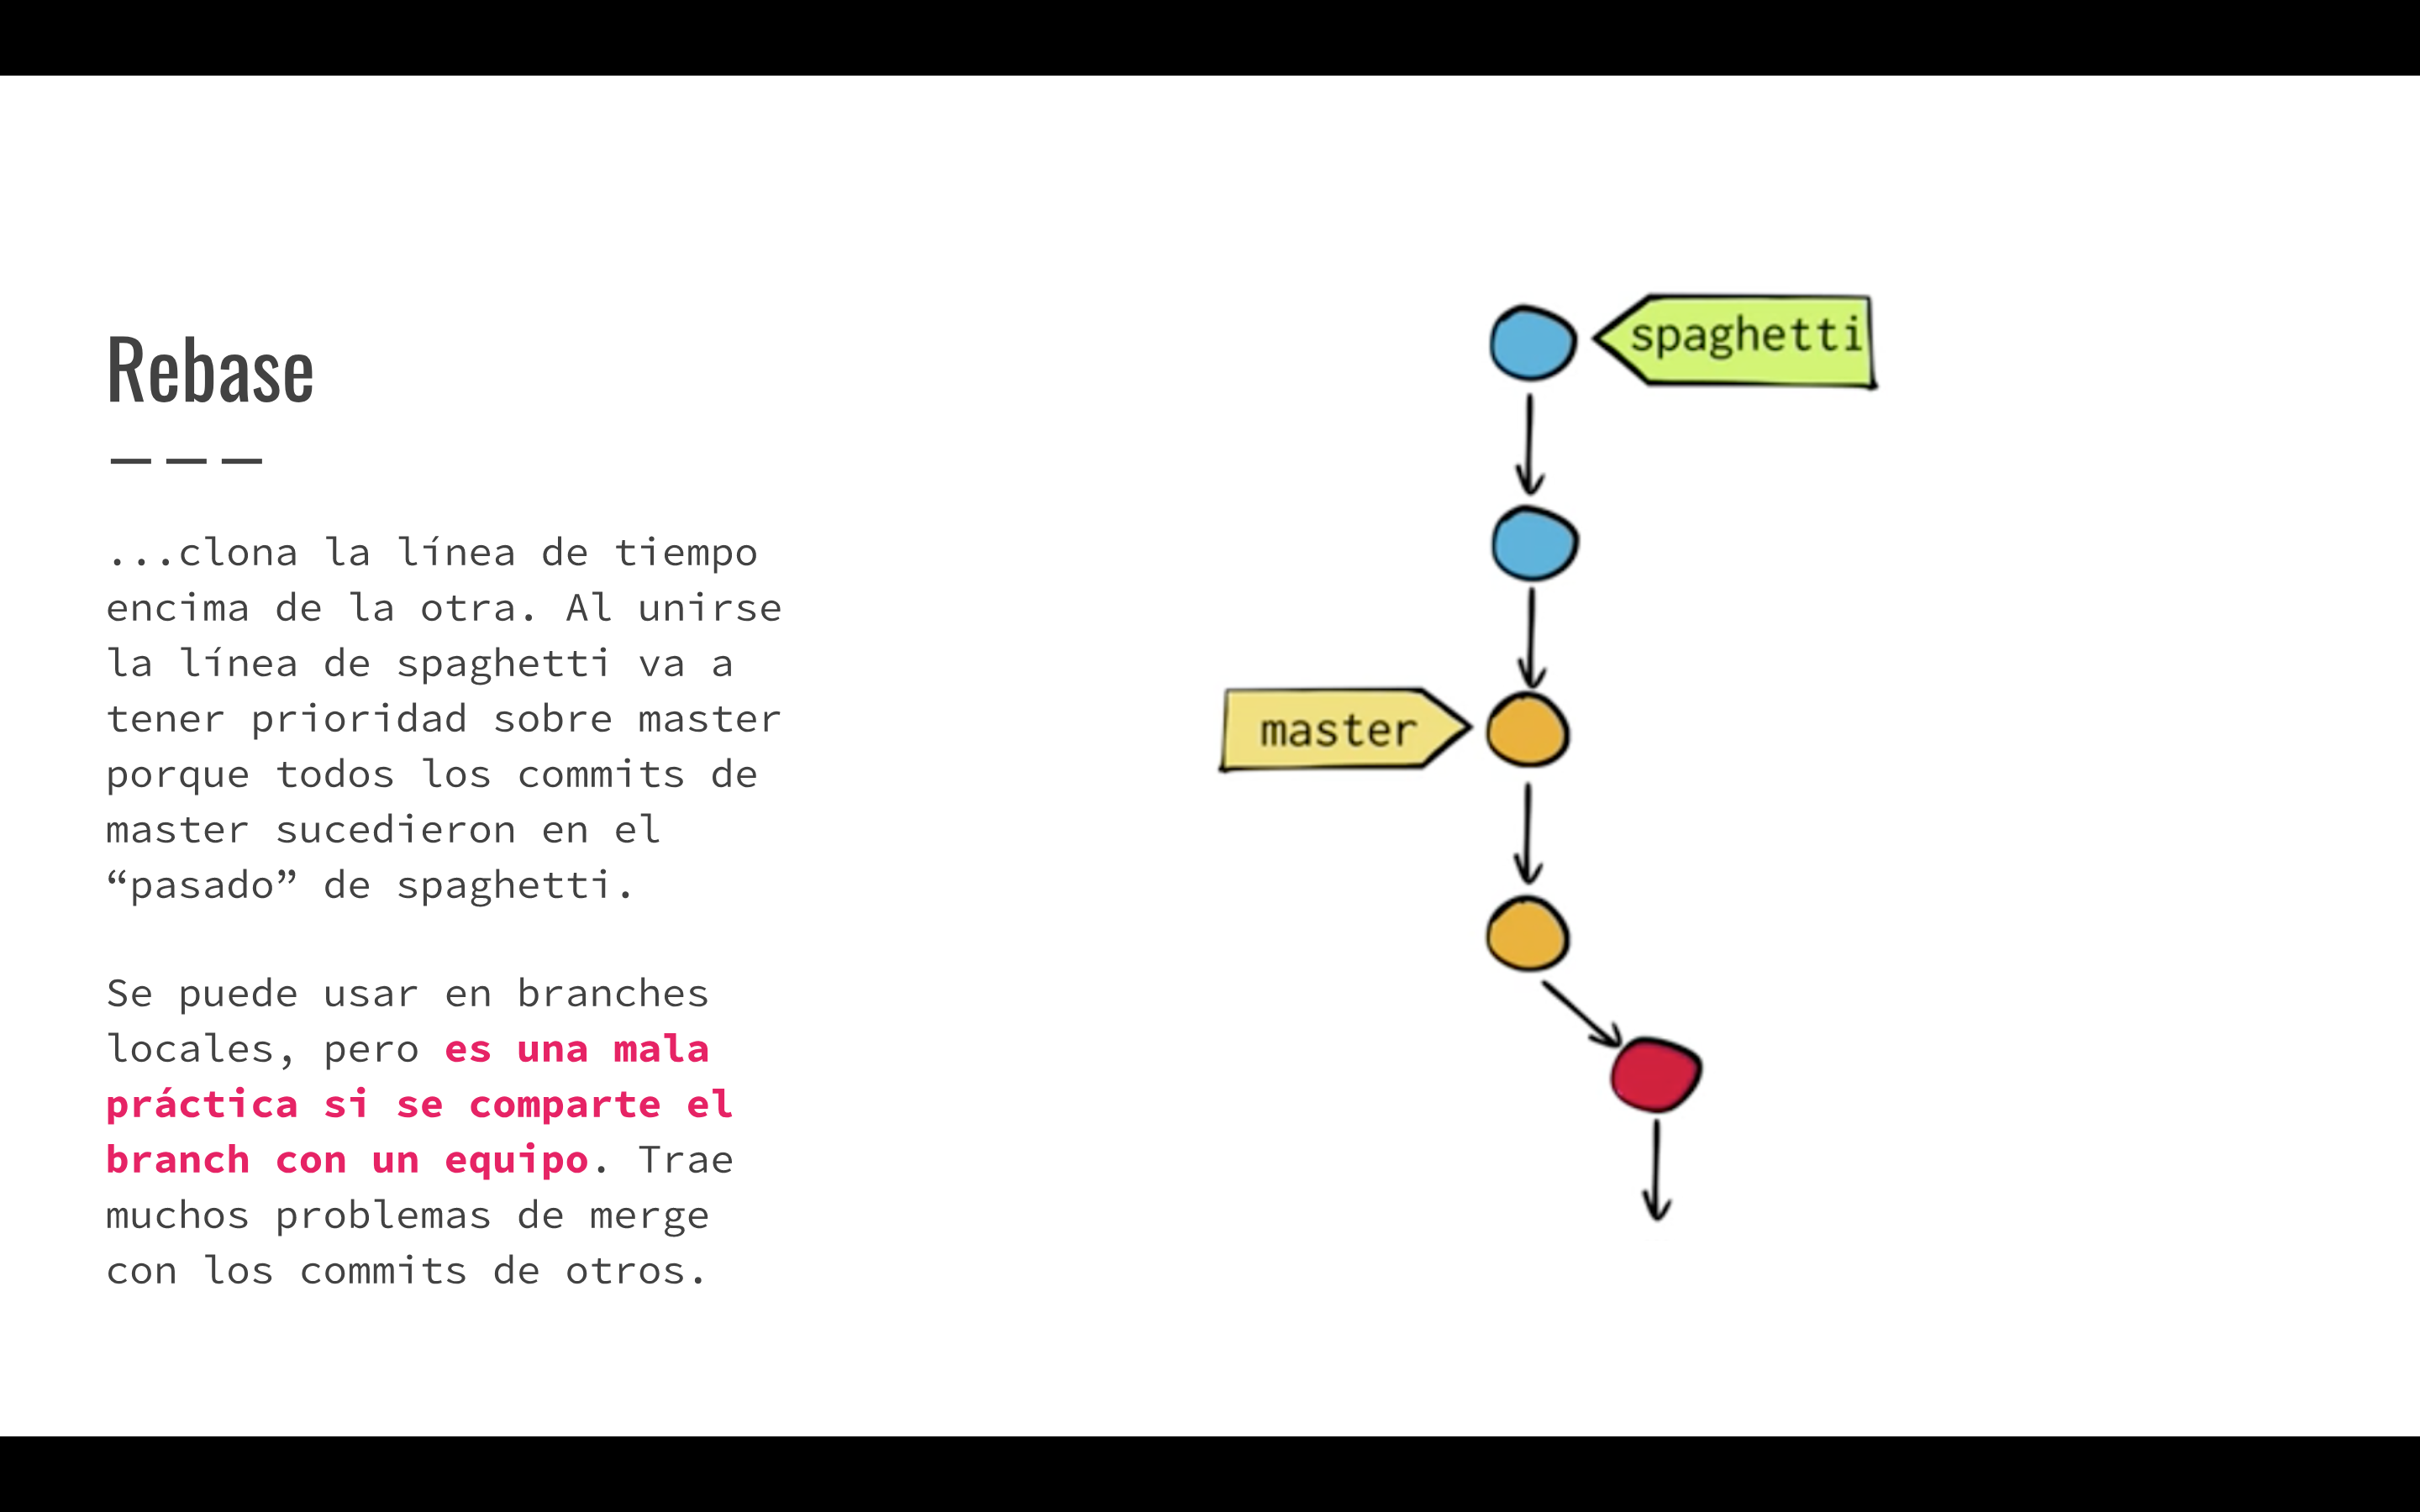 Rebase
...clona la línea de tiempo
encima de la otra. Al unirse
la línea de spaghetti va a
tener prioridad sobre master
porque todos los commits de
master sucedieron en el
“pasado” de spaghetti.
Se puede usar en branches
locales, pero es una mala
práctica si se comparte el
branch con un equipo. Trae
muchos problemas de merge
con los commits de otros.
spaghetti
master